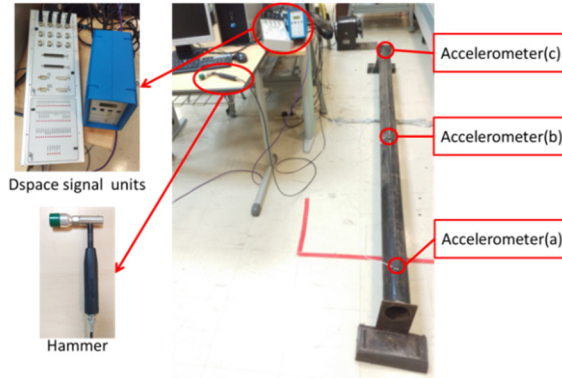 Accelerometer(c)
Accelerometer(b)
Dspace signal units
Accelerometer(a)
Hammer